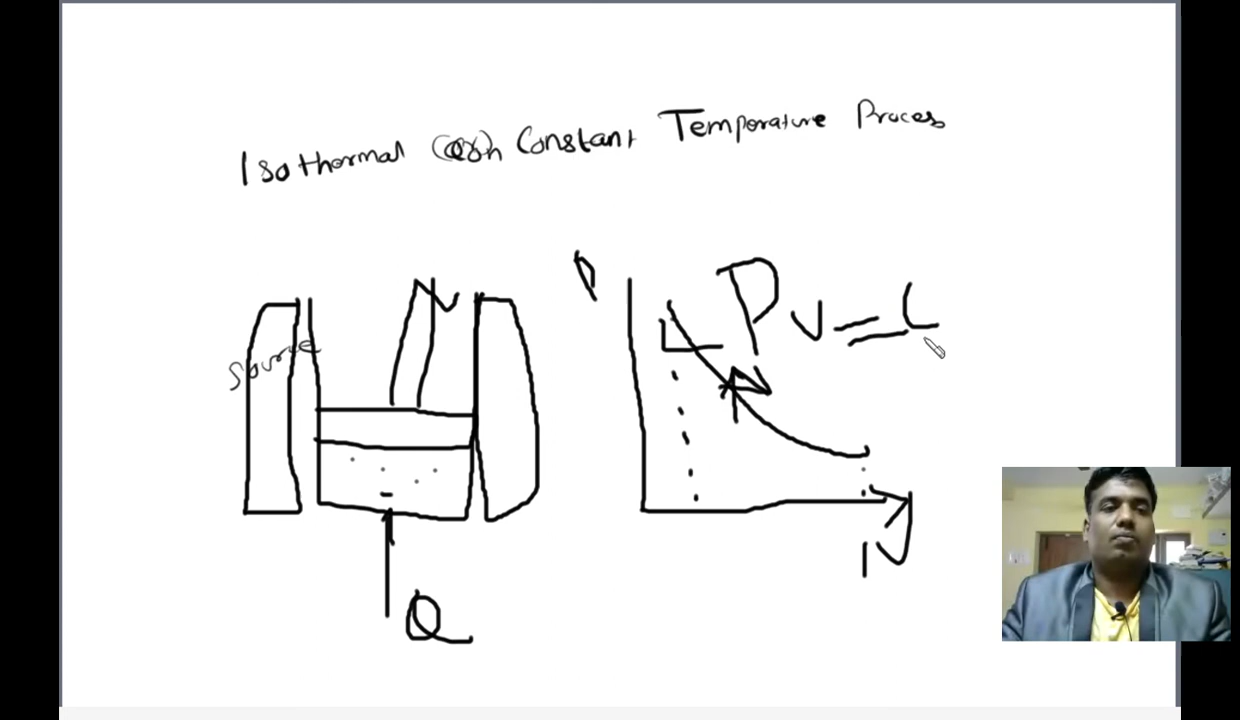 Isothermal (or) Constant Temperature Process
P
PV = C
Source
V
Q